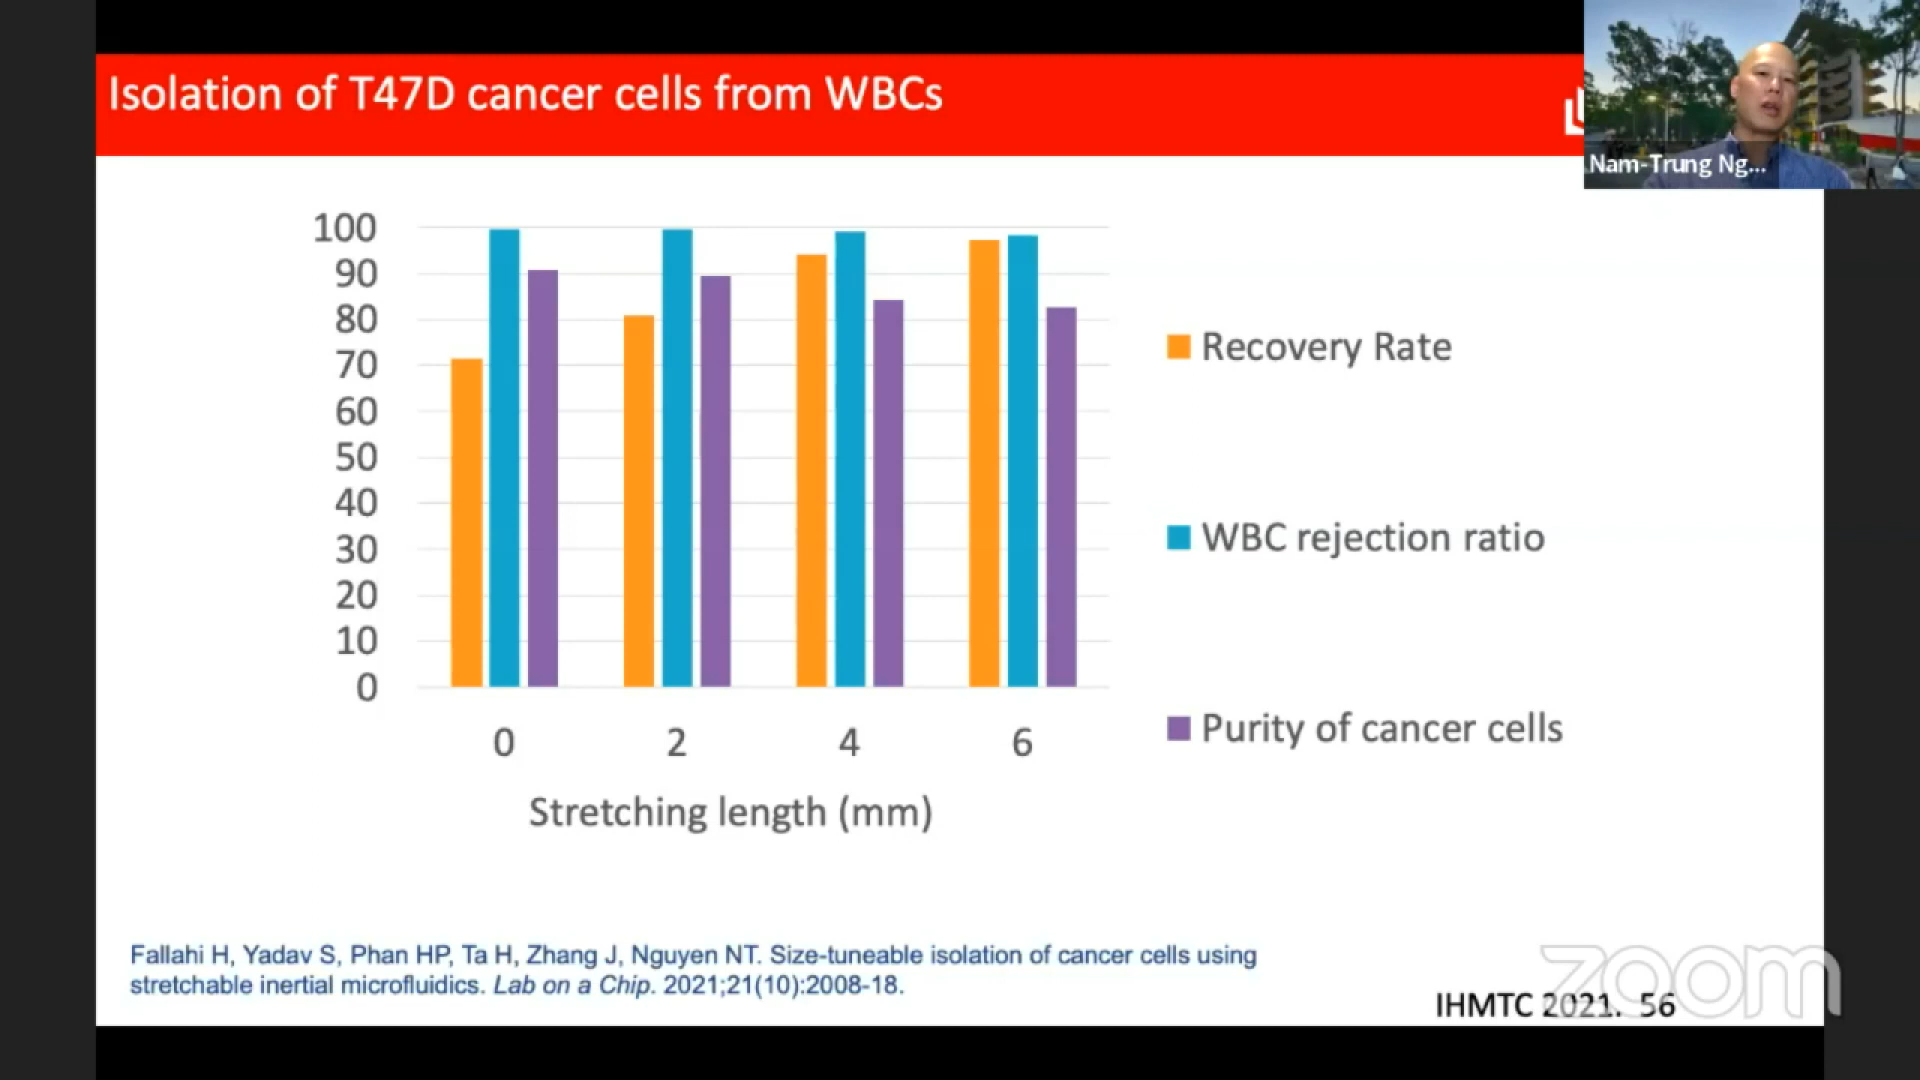 Isolation of T47D cancer cells from WBCs
Nam-Trung Ng...
100
90
80
70
60
50
40
30
20
10
0
0 2 4 6
Stretching length (mm)
Recovery Rate
WBC rejection ratio
Purity of cancer cells
Fallahi H, Yadav S, Phan HP, Ta H, Zhang J, Nguyen NT. Size-tuneable isolation of cancer cells using
stretchable inertial microfluidics. Lab on a Chip. 2021;21(10):2008-18.
IHMTC 2021. 56
zoom